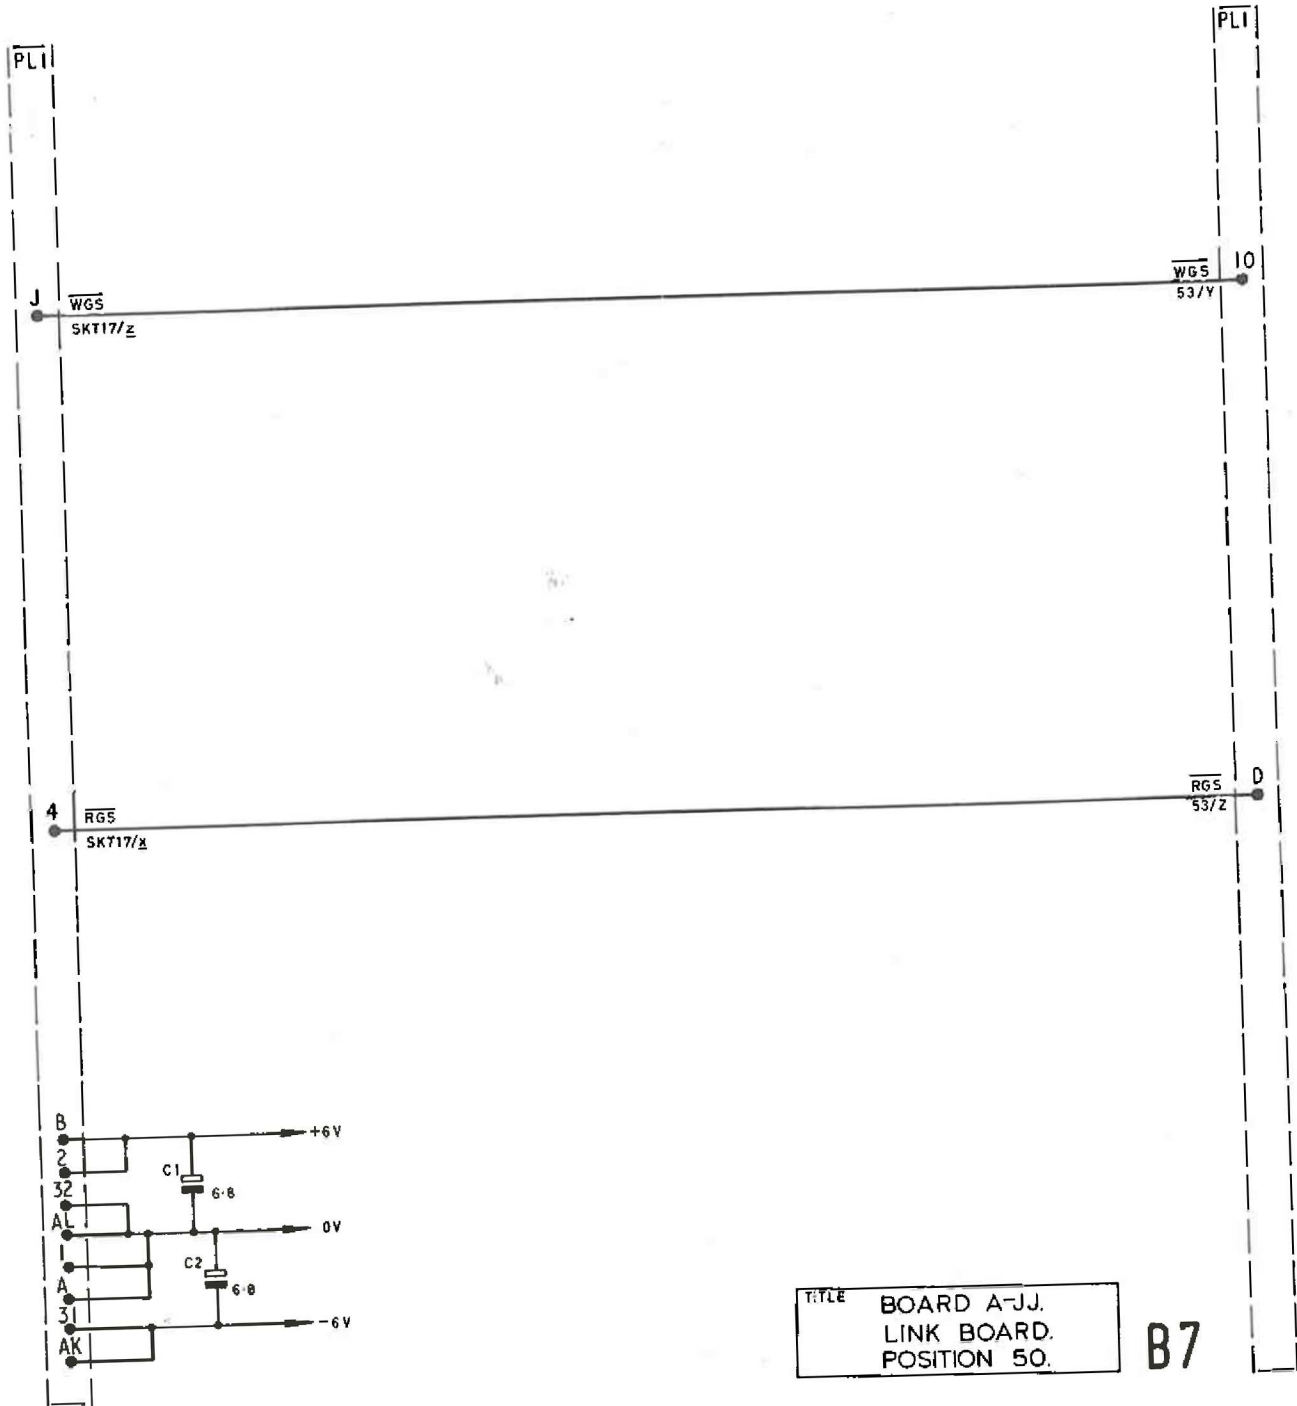 PL1
PL1
J
WGS
SKT17/z
WGS
10
53/Y
4
RGS
SKT17/x
RGS
D
53/Z
B
+6V
2
C1
6·8
32
AL
0V
1
C2
6·8
A
31
-6V
AK
TITLE
BOARD A-JJ.
LINK BOARD.
POSITION 50.
B7